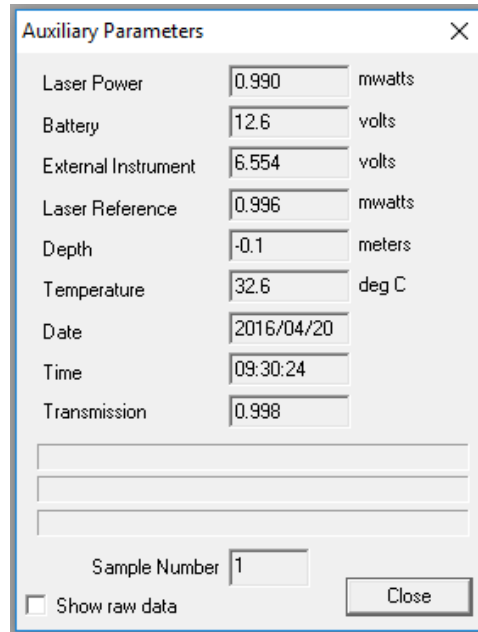 Auxiliary Parameters
Laser Power 0.990 mwatts
Battery 12.6 volts
External Instrument 6.554 volts
Laser Reference 0.996 mwatts
Depth -0.1 meters
Temperature 32.6 deg C
Date 2016/04/20
Time 09:30:24
Transmission 0.998
Sample Number 1
Show raw data Close